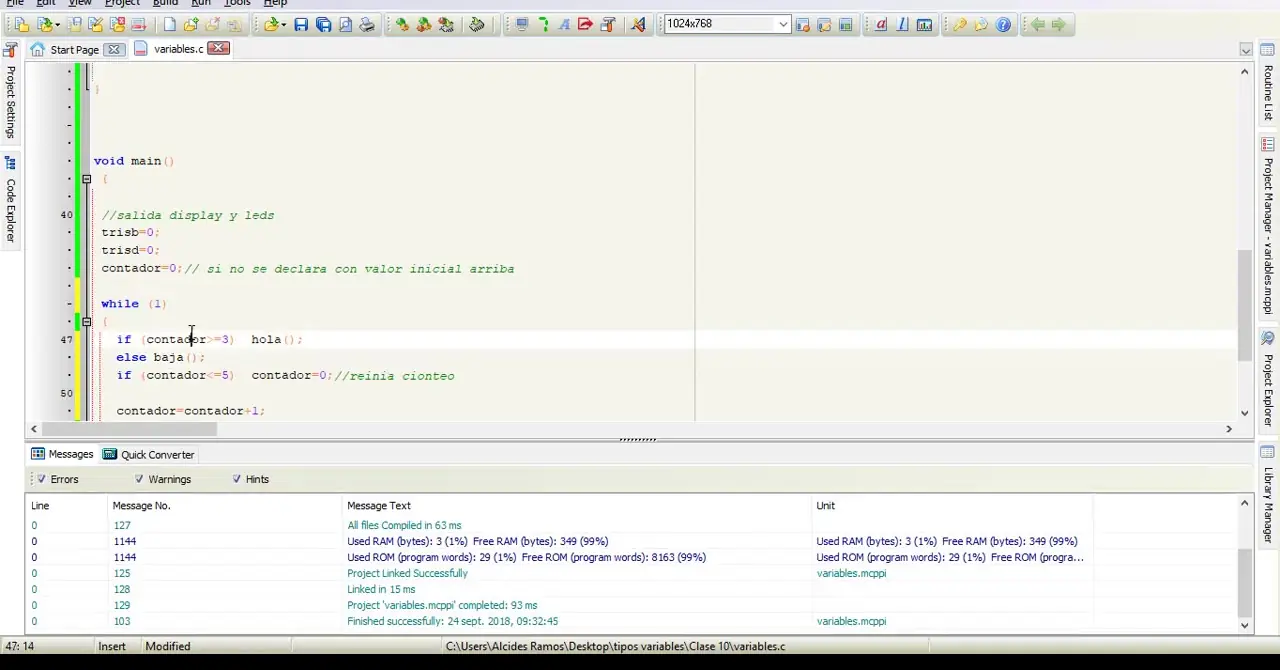 File Edit View Project Build Run Tools Help
1024x768
Start Page variables.c
Project Settings
Code Explorer
Routine List
Project Manager - variables.mcppi
Project Explorer
Library Manager
}
void main()
{
40 //salida display y leds
trisb=0;
trisd=0;
contador=0;// si no se declara con valor inicial arriba
while (1)
{
47 if (contador>=3) hola();
else baja();
if (contador<=5) contador=0;//reinia cionteo
50
contador=contador+1;
Messages Quick Converter
Errors Warnings Hints
Line Message No. Message Text Unit
0 127 All files Compiled in 63 ms
0 1144 Used RAM (bytes): 3 (1%) Free RAM (bytes): 349 (99%) Used RAM (bytes): 3 (1%) Free RAM (bytes): 349 (99%)
0 1144 Used ROM (program words): 29 (1%) Free ROM (program words): 8163 (99%) Used ROM (program words): 29 (1%) Free ROM (progra...
0 125 Project Linked Successfully variables.mcppi
0 128 Linked in 15 ms
0 129 Project 'variables.mcppi' completed: 93 ms
0 103 Finished successfully: 24 sept. 2018, 09:32:45 variables.mcppi
47: 14 Insert Modified C:\Users\Alcides Ramos\Desktop\tipos variables\Clase 10\variables.c